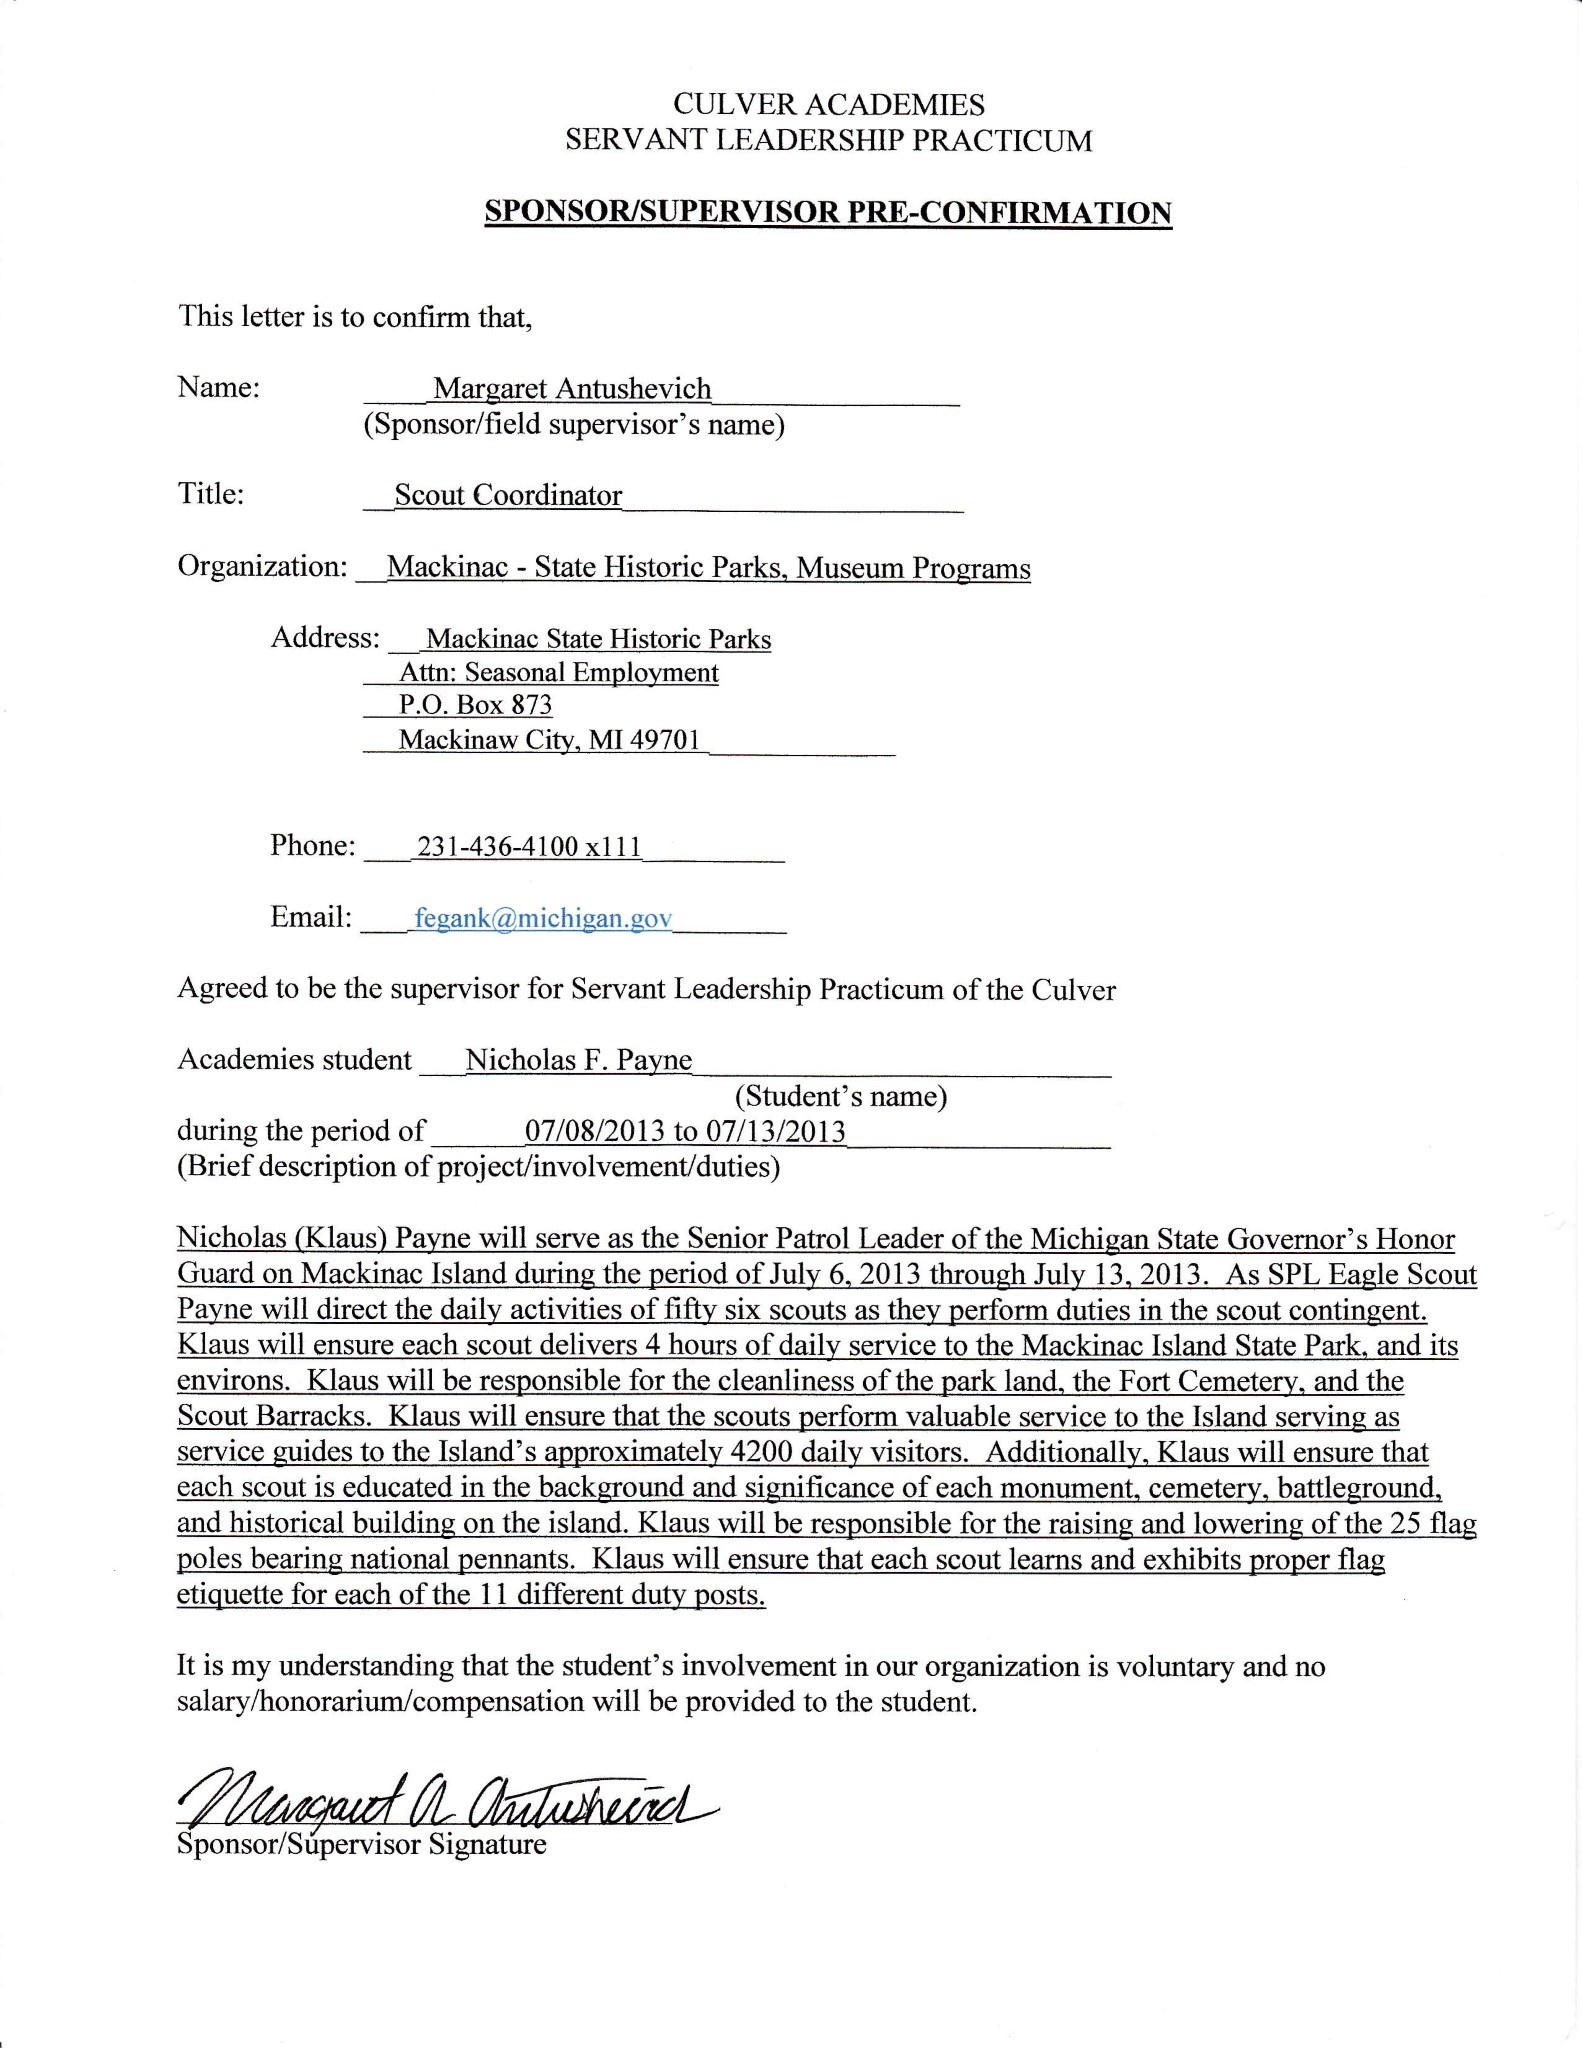 CULVER ACADEMIES
SERVANT LEADERSHIP PRACTICUM
SPONSOR/SUPERVISOR PRE-CONFIRMATION
This letter is to confirm that,
Name: Margaret Antushevich
(Sponsor/field supervisor's name)
Title: Scout Coordinator
Organization: Mackinac - State Historic Parks, Museum Programs
Address: Mackinac State Historic Parks
Attn: Seasonal Employment
P.O. Box 873
Mackinaw City, MI 49701
Phone: 231-436-4100 x111
Email: fegank@michigan.gov
Agreed to be the supervisor for Servant Leadership Practicum of the Culver
Academies student Nicholas F. Payne
(Student's name)
during the period of 07/08/2013 to 07/13/2013
(Brief description of project/involvement/duties)
Nicholas (Klaus) Payne will serve as the Senior Patrol Leader of the Michigan State Governor's Honor
Guard on Mackinac Island during the period of July 6, 2013 through July 13, 2013. As SPL Eagle Scout
Payne will direct the daily activities of fifty six scouts as they perform duties in the scout contingent.
Klaus will ensure each scout delivers 4 hours of daily service to the Mackinac Island State Park, and its
environs. Klaus will be responsible for the cleanliness of the park land, the Fort Cemetery, and the
Scout Barracks. Klaus will ensure that the scouts perform valuable service to the Island serving as
service guides to the Island's approximately 4200 daily visitors. Additionally, Klaus will ensure that
each scout is educated in the background and significance of each monument, cemetery, battleground,
and historical building on the island. Klaus will be responsible for the raising and lowering of the 25 flag
poles bearing national pennants. Klaus will ensure that each scout learns and exhibits proper flag
etiquette for each of the 11 different duty posts.
It is my understanding that the student's involvement in our organization is voluntary and no
salary/honorarium/compensation will be provided to the student.
Margaret A Antushevich
Sponsor/Supervisor Signature